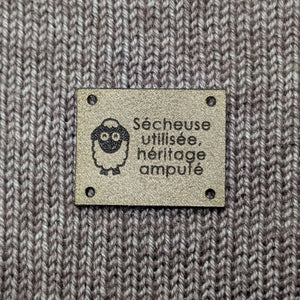 Sécheuse
utilisée,
héritage
amputé